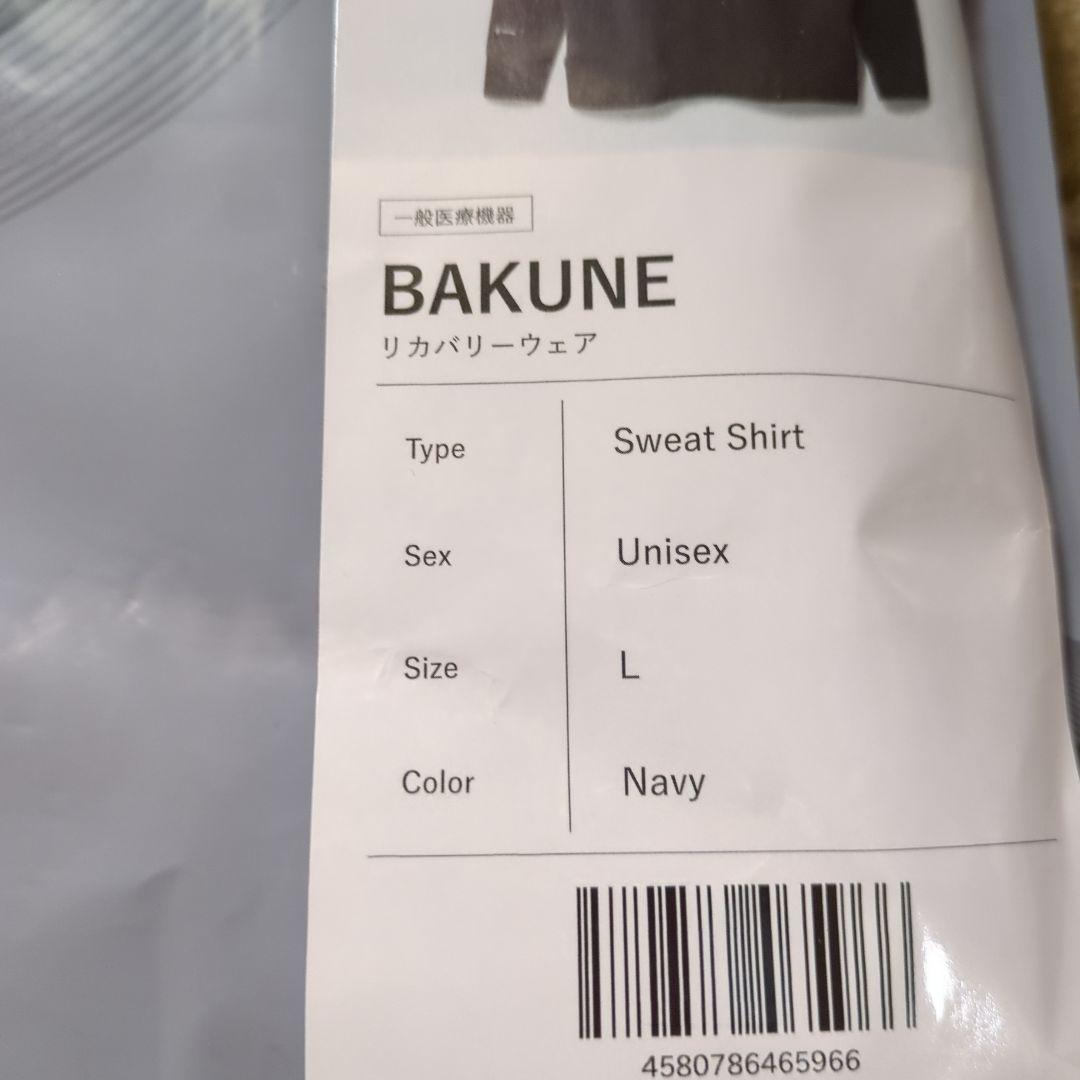 一般医療機器
BAKUNE
リカバリーウェア
Type Sweat Shirt
Sex Unisex
Size L
Color Navy
4580786465966